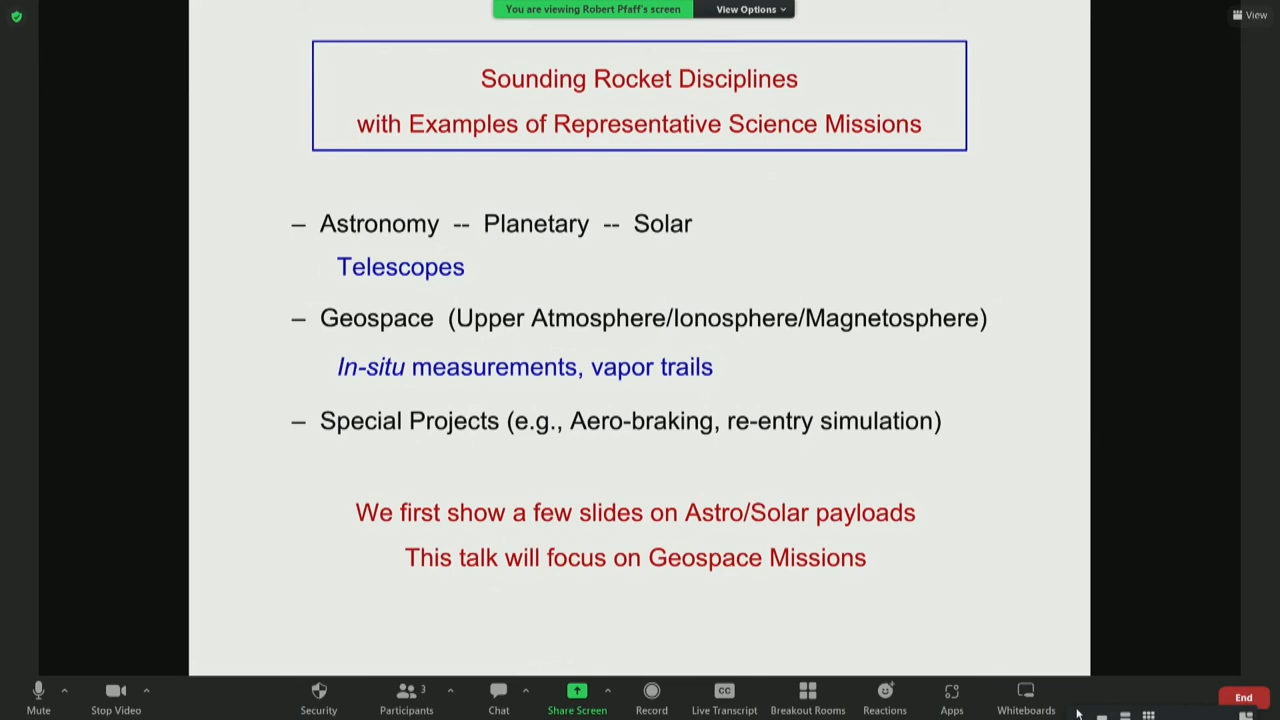 You are viewing Robert Pfaff's screen
View Options
View
Sounding Rocket Disciplines
with Examples of Representative Science Missions
– Astronomy -- Planetary -- Solar
Telescopes
– Geospace (Upper Atmosphere/Ionosphere/Magnetosphere)
In-situ measurements, vapor trails
– Special Projects (e.g., Aero-braking, re-entry simulation)
We first show a few slides on Astro/Solar payloads
This talk will focus on Geospace Missions
3
CC
Mute
Stop Video
Security
Participants
Chat
Share Screen
Record
Live Transcript
Breakout Rooms
Reactions
Apps
Whiteboards
End